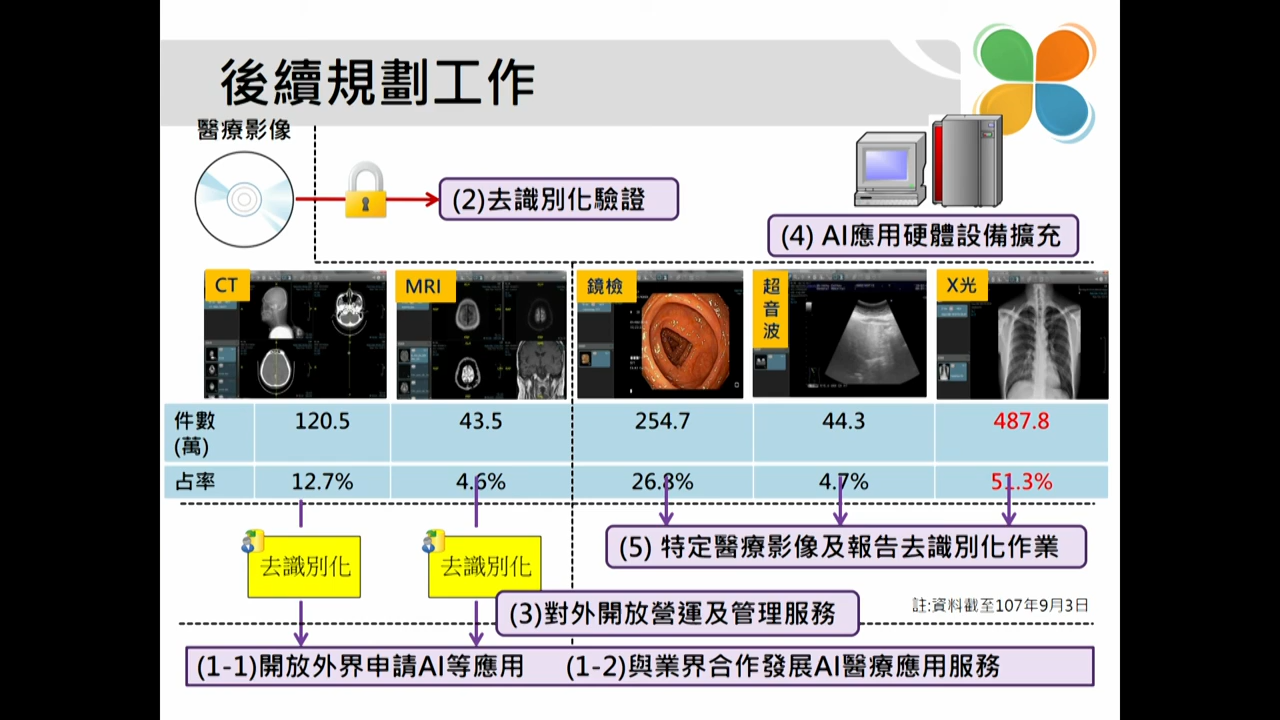 後續規劃工作
醫療影像
(2)去識別化驗證
(4) AI應用硬體設備擴充
CT
MRI
鏡檢
超音波
X光
件數(萬) 120.5 43.5 254.7 44.3 487.8
占率 12.7% 4.6% 26.8% 4.7% 51.3%
去識別化
去識別化
(5) 特定醫療影像及報告去識別化作業
(3)對外開放營運及管理服務
註:資料截至107年9月3日
(1-1)開放外界申請AI等應用 (1-2)與業界合作發展AI醫療應用服務